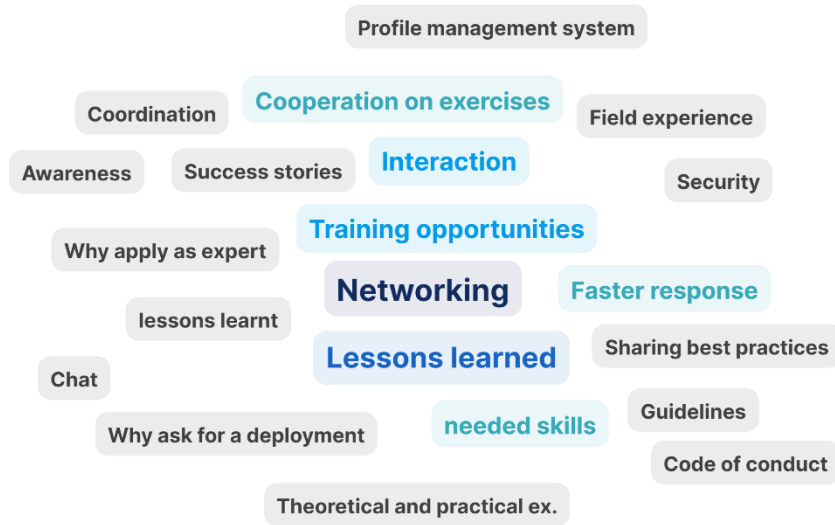 Profile management system
Cooperation on exercises
Coordination
Field experience
Interaction
Awareness
Success stories
Security
Training opportunities
Why apply as expert
Networking
Faster response
lessons learnt
Sharing best practices
Lessons learned
Chat
Guidelines
needed skills
Why ask for a deployment
Code of conduct
Theoretical and practical ex.